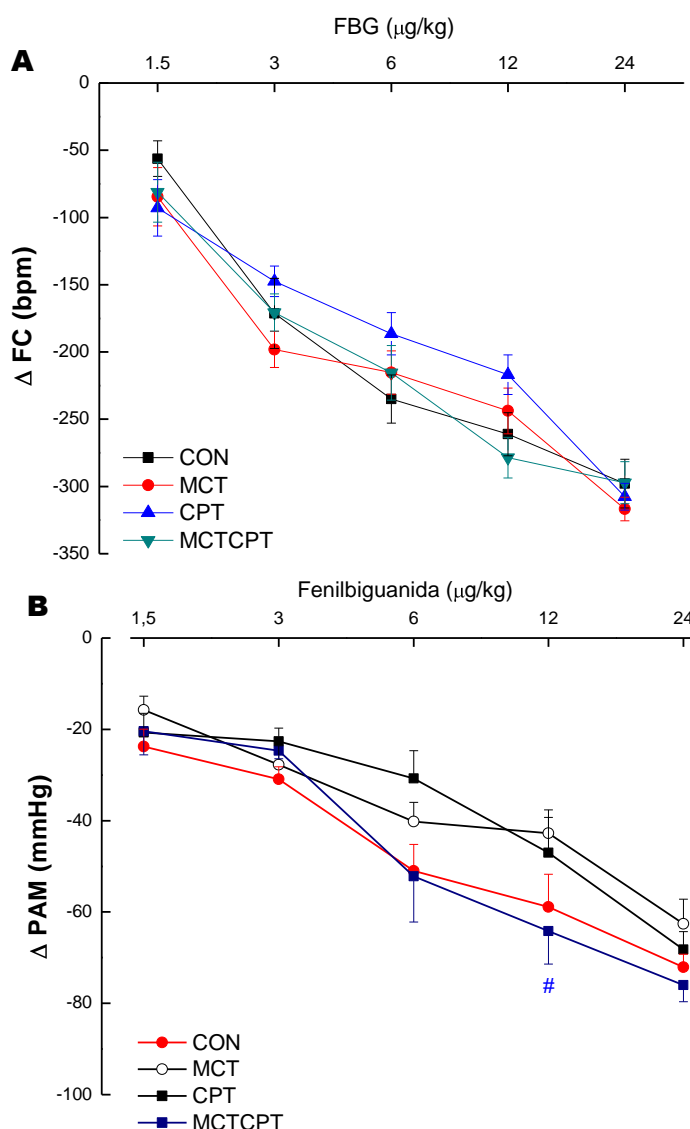 FBG (µg/kg)
A
1.5 3 6 12 24
0
-50
-100
-150
-200
-250
-300
-350
Δ FC (bpm)
CON
MCT
CPT
MCTCPT
B
Fenilbiguanida (µg/kg)
1,5 3 6 12 24
0
-20
-40
-60
-80
-100
Δ PAM (mmHg)
#
CON
MCT
CPT
MCTCPT